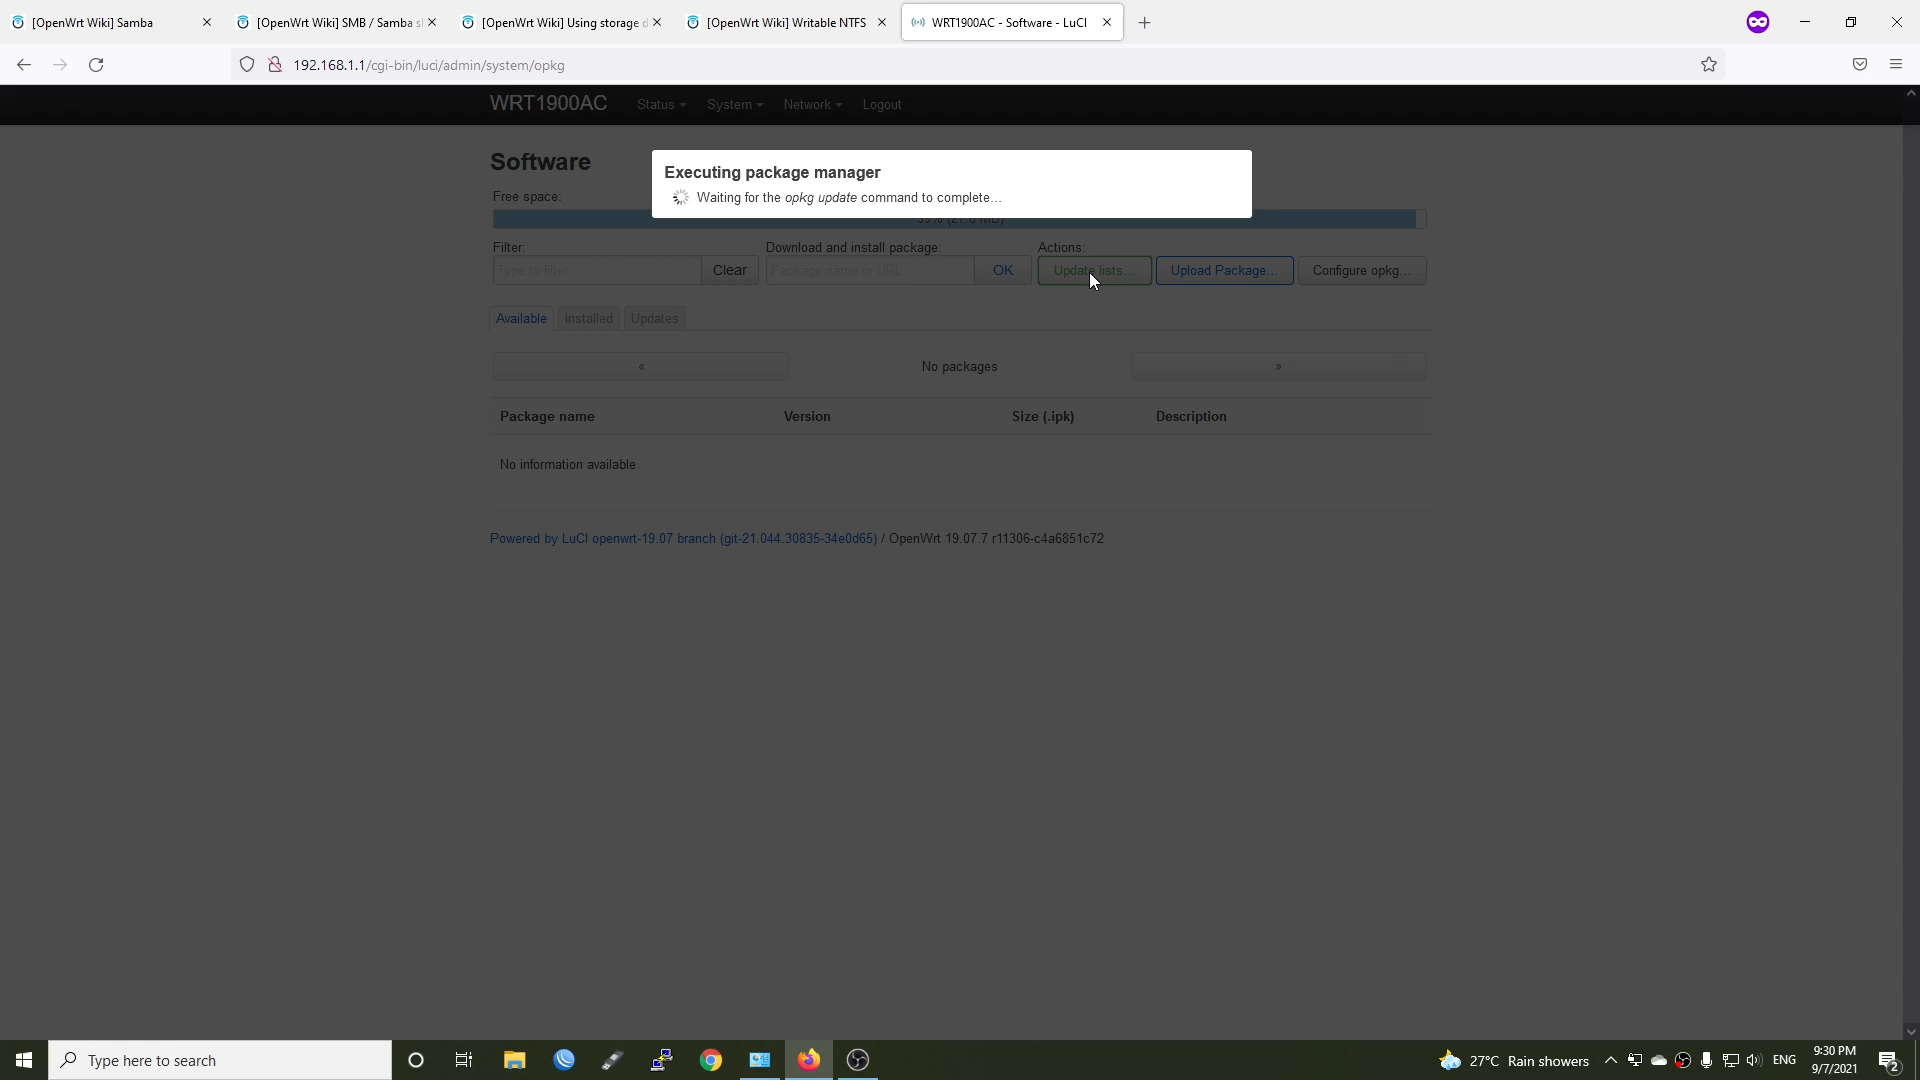 [OpenWrt Wiki] Samba
[OpenWrt Wiki] SMB / Samba s
[OpenWrt Wiki] Using storage d
[OpenWrt Wiki] Writable NTFS
WRT1900AC - Software - LuCI
192.168.1.1/cgi-bin/luci/admin/system/opkg
WRT1900AC Status System Network Logout
Software
Executing package manager
Waiting for the opkg update command to complete…
Free space:
Filter:
Download and install package:
Actions:
Type to filter…
Clear
Package name or URL…
OK
Update lists…
Upload Package…
Configure opkg…
Available Installed Updates
«
No packages
»
Package name Version Size (.ipk) Description
No information available
Powered by LuCI openwrt-19.07 branch (git-21.044.30835-34e0d65) / OpenWrt 19.07.7 r11306-c4a6851c72
Type here to search
27°C Rain showers
ENG
9:30 PM
9/7/2021
2